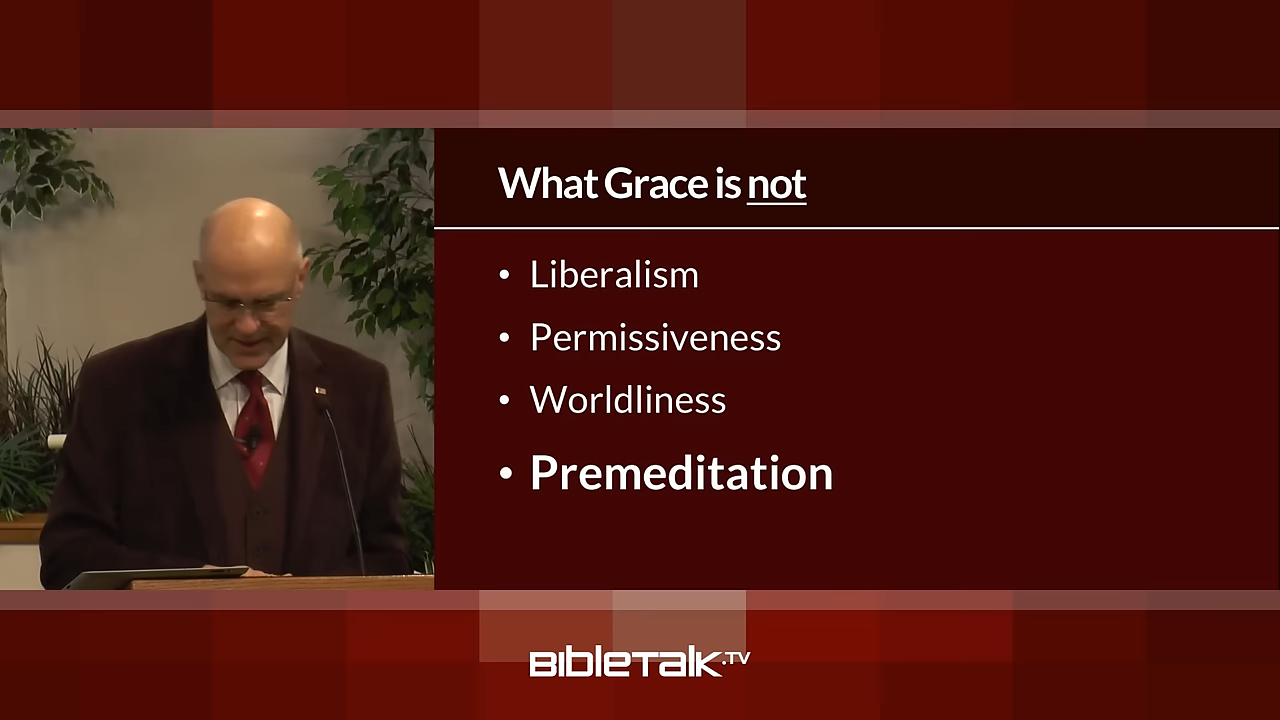 What Grace is not
• Liberalism
• Permissiveness
• Worldliness
• Premeditation
BIBLETALK.TV